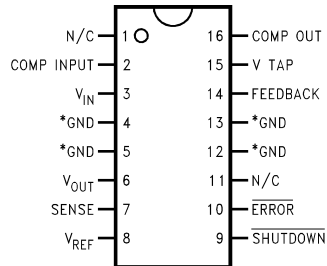 N/C 1 16 COMP OUT
COMP INPUT 2 15 V TAP
VIN 3 14 FEEDBACK
*GND 4 13 *GND
*GND 5 12 *GND
VOUT 6 11 N/C
SENSE 7 10 ERROR
VREF 8 9 SHUTDOWN